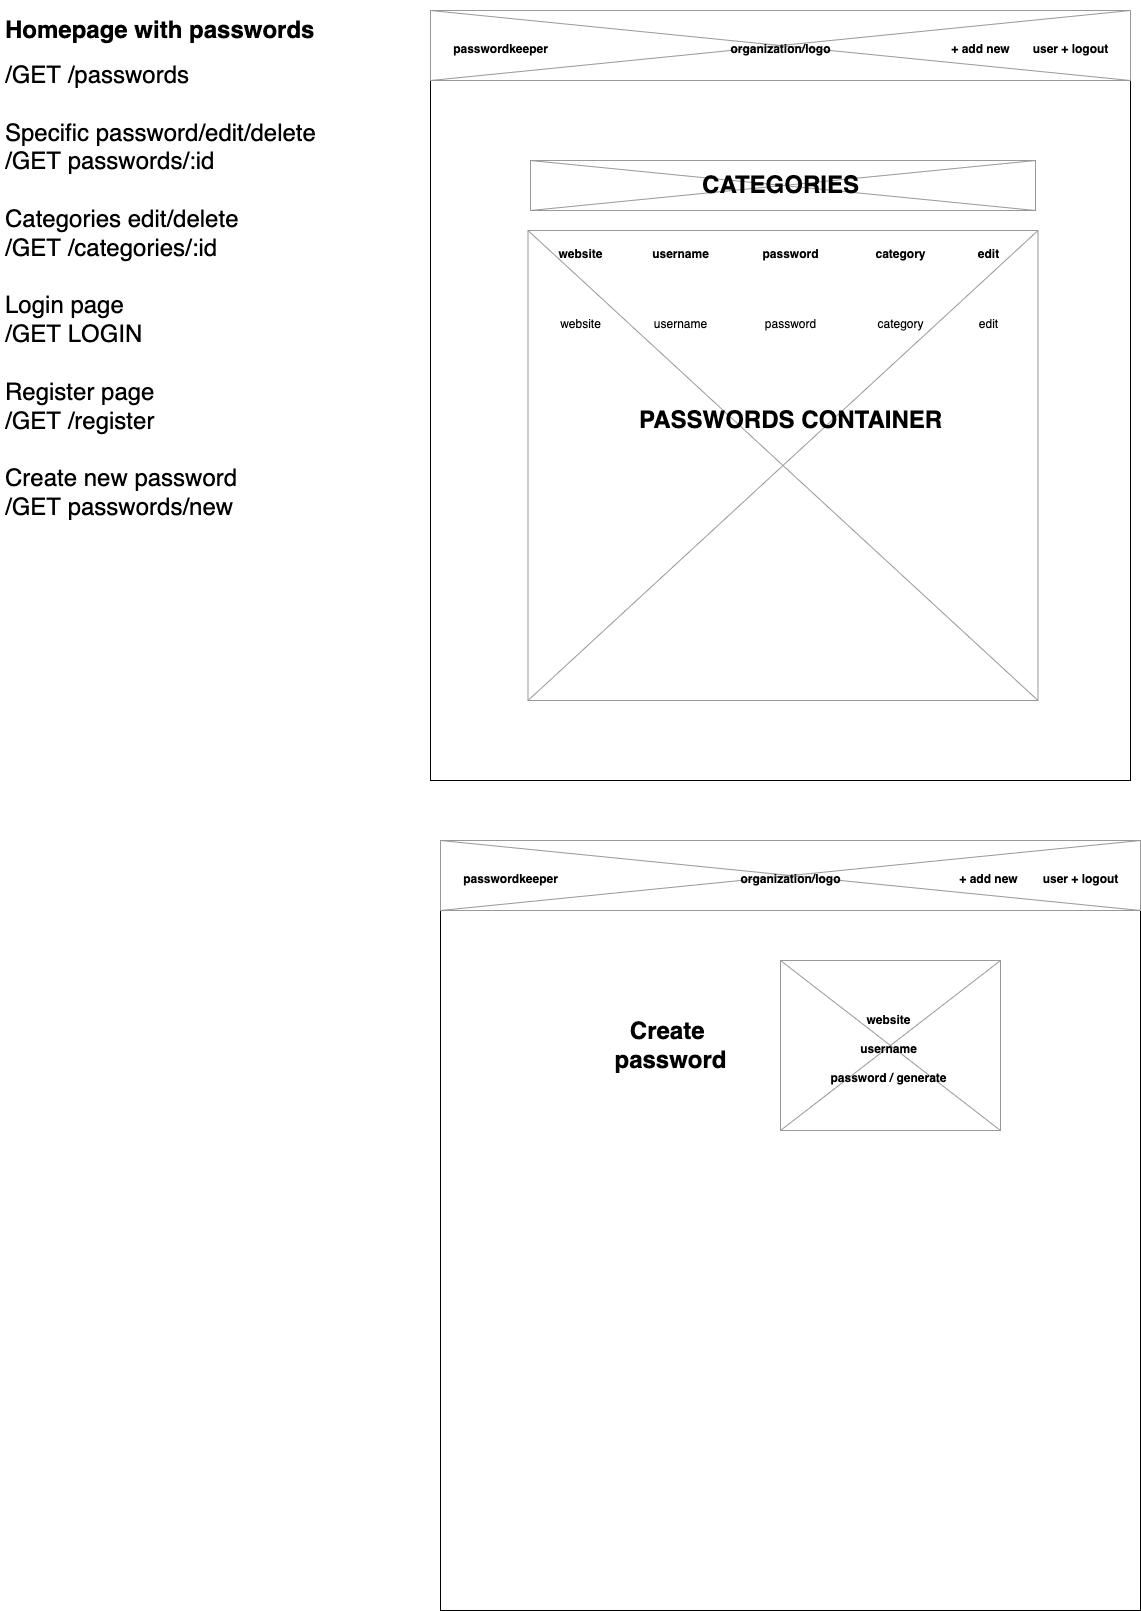 Homepage with passwords
/GET /passwords
Specific password/edit/delete
/GET passwords/:id
Categories edit/delete
/GET /categories/:id
Login page
/GET LOGIN
Register page
/GET /register
Create new password
/GET passwords/new
passwordkeeper organization/logo + add new user + logout
CATEGORIES
website username password category edit
website username password category edit
PASSWORDS CONTAINER
passwordkeeper organization/logo + add new user + logout
Create
password
website
username
password / generate